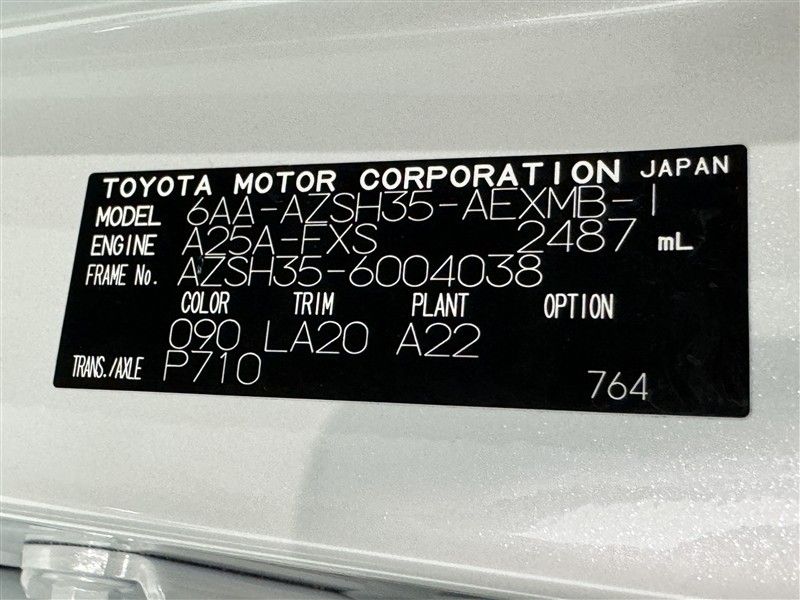 TOYOTA MOTOR CORPORATION JAPAN
MODEL 6AA-AZSH35-AEXMB-I
ENGINE A25A-FXS 2487 mL
FRAME No. AZSH35-6004038
COLOR TRIM PLANT OPTION
090 LA20 A22
TRANS./AXLE P710
764